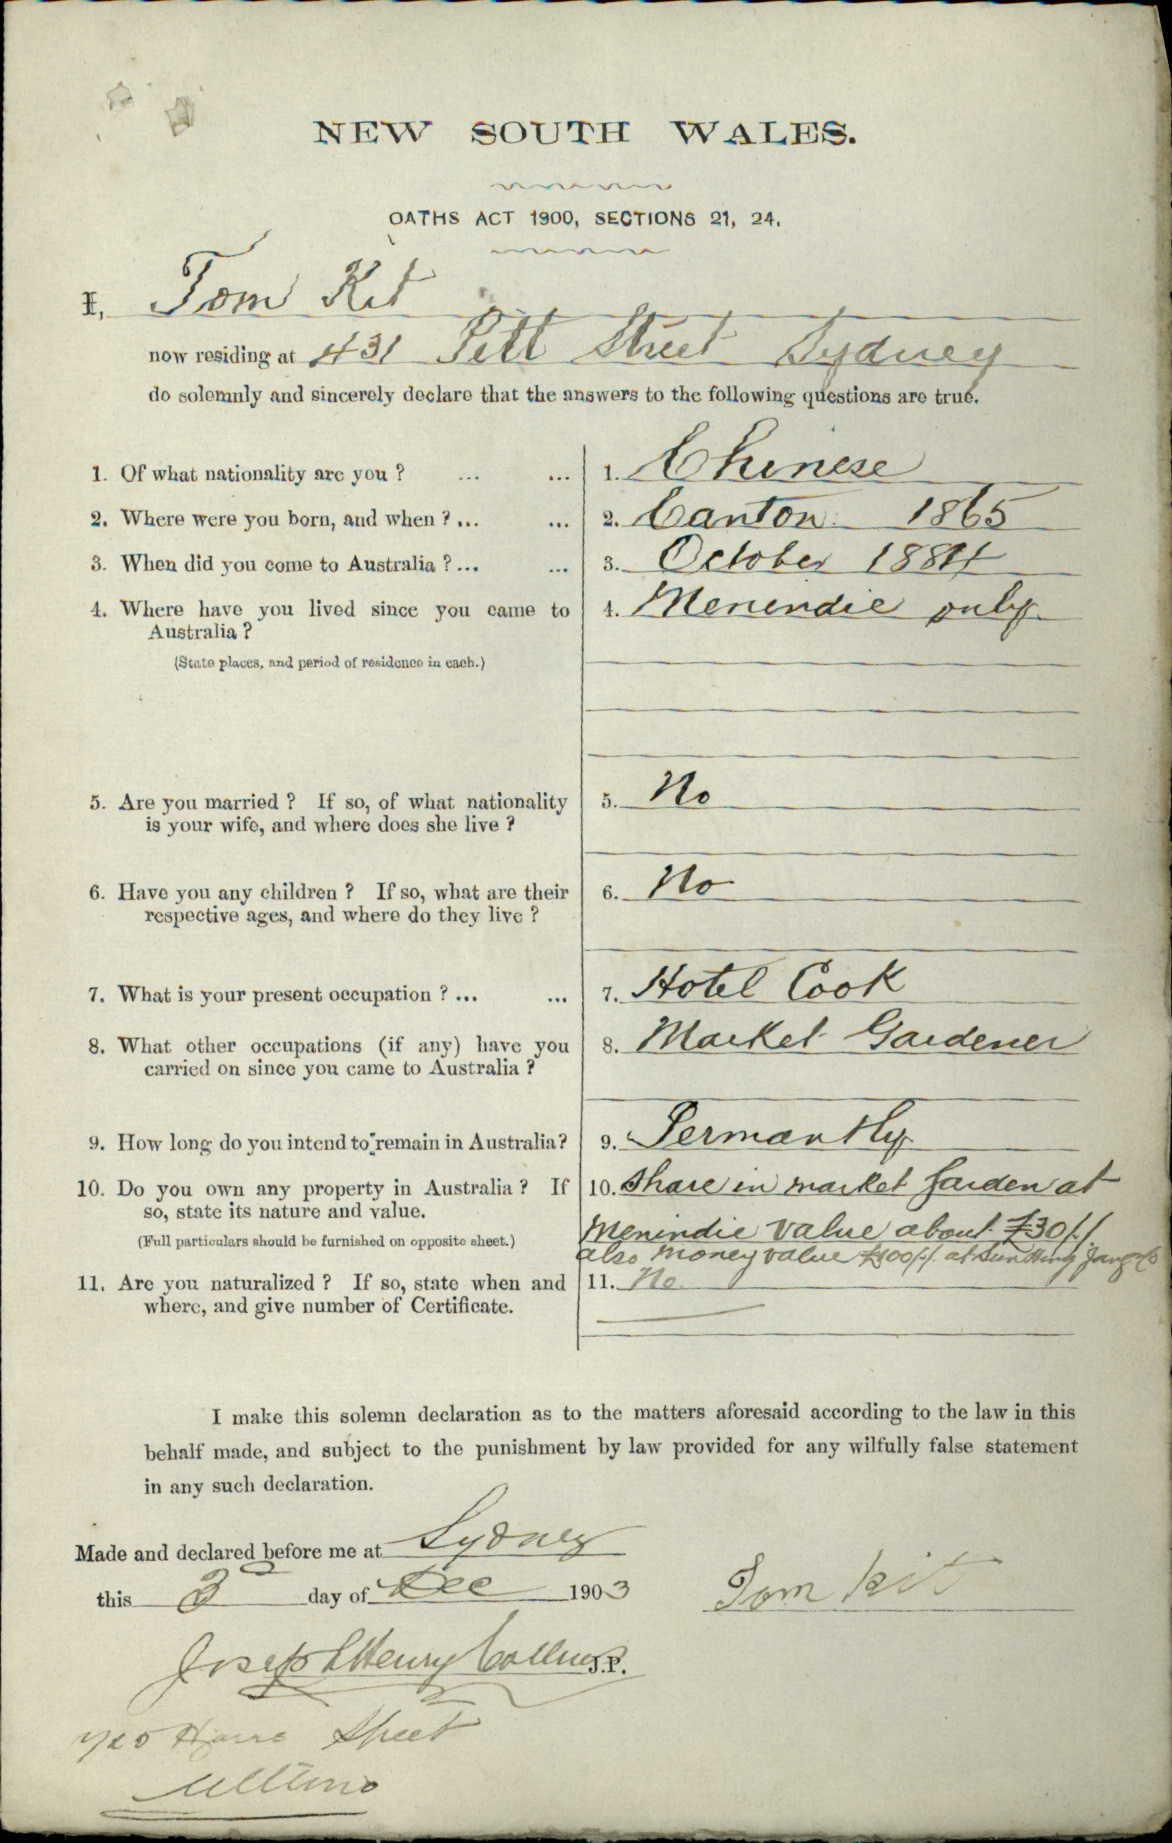 NEW SOUTH WALES.
OATHS ACT 1900, SECTIONS 21, 24.
I, Tom Kit
now residing at 431 Pitt Street Sydney
do solemnly and sincerely declare that the answers to the following questions are true.
1. Of what nationality are you ? ... ... 1. Chinese
2. Where were you born, and when ? ... ... 2. Canton 1865
3. When did you come to Australia ? ... ... 3. October 1884
4. Where have you lived since you came to 4. Menindie only
Australia ?
(State places, and period of residence in each.)
5. Are you married ? If so, of what nationality 5. No
is your wife, and where does she live ?
6. Have you any children ? If so, what are their 6. No
respective ages, and where do they live ?
7. What is your present occupation ? ... ... 7. Hotel Cook
8. What other occupations (if any) have you 8. Market Gardener
carried on since you came to Australia ?
9. How long do you intend to remain in Australia? 9. Permantly
10. Do you own any property in Australia ? If 10. Share in market Garden at
so, state its nature and value. Menindie value about £30/./.
(Full particulars should be furnished on opposite sheet.) also money value £100/./. at Sun Hing Jang & Co
11. Are you naturalized ? If so, state when and 11. No
where, and give number of Certificate.
I make this solemn declaration as to the matters aforesaid according to the law in this
behalf made, and subject to the punishment by law provided for any wilfully false statement
in any such declaration.
Made and declared before me at Sydney
this 3 day of Dec 1903 Tom Kit
Joseph Henry Collins J.P.
Street
Ultimo